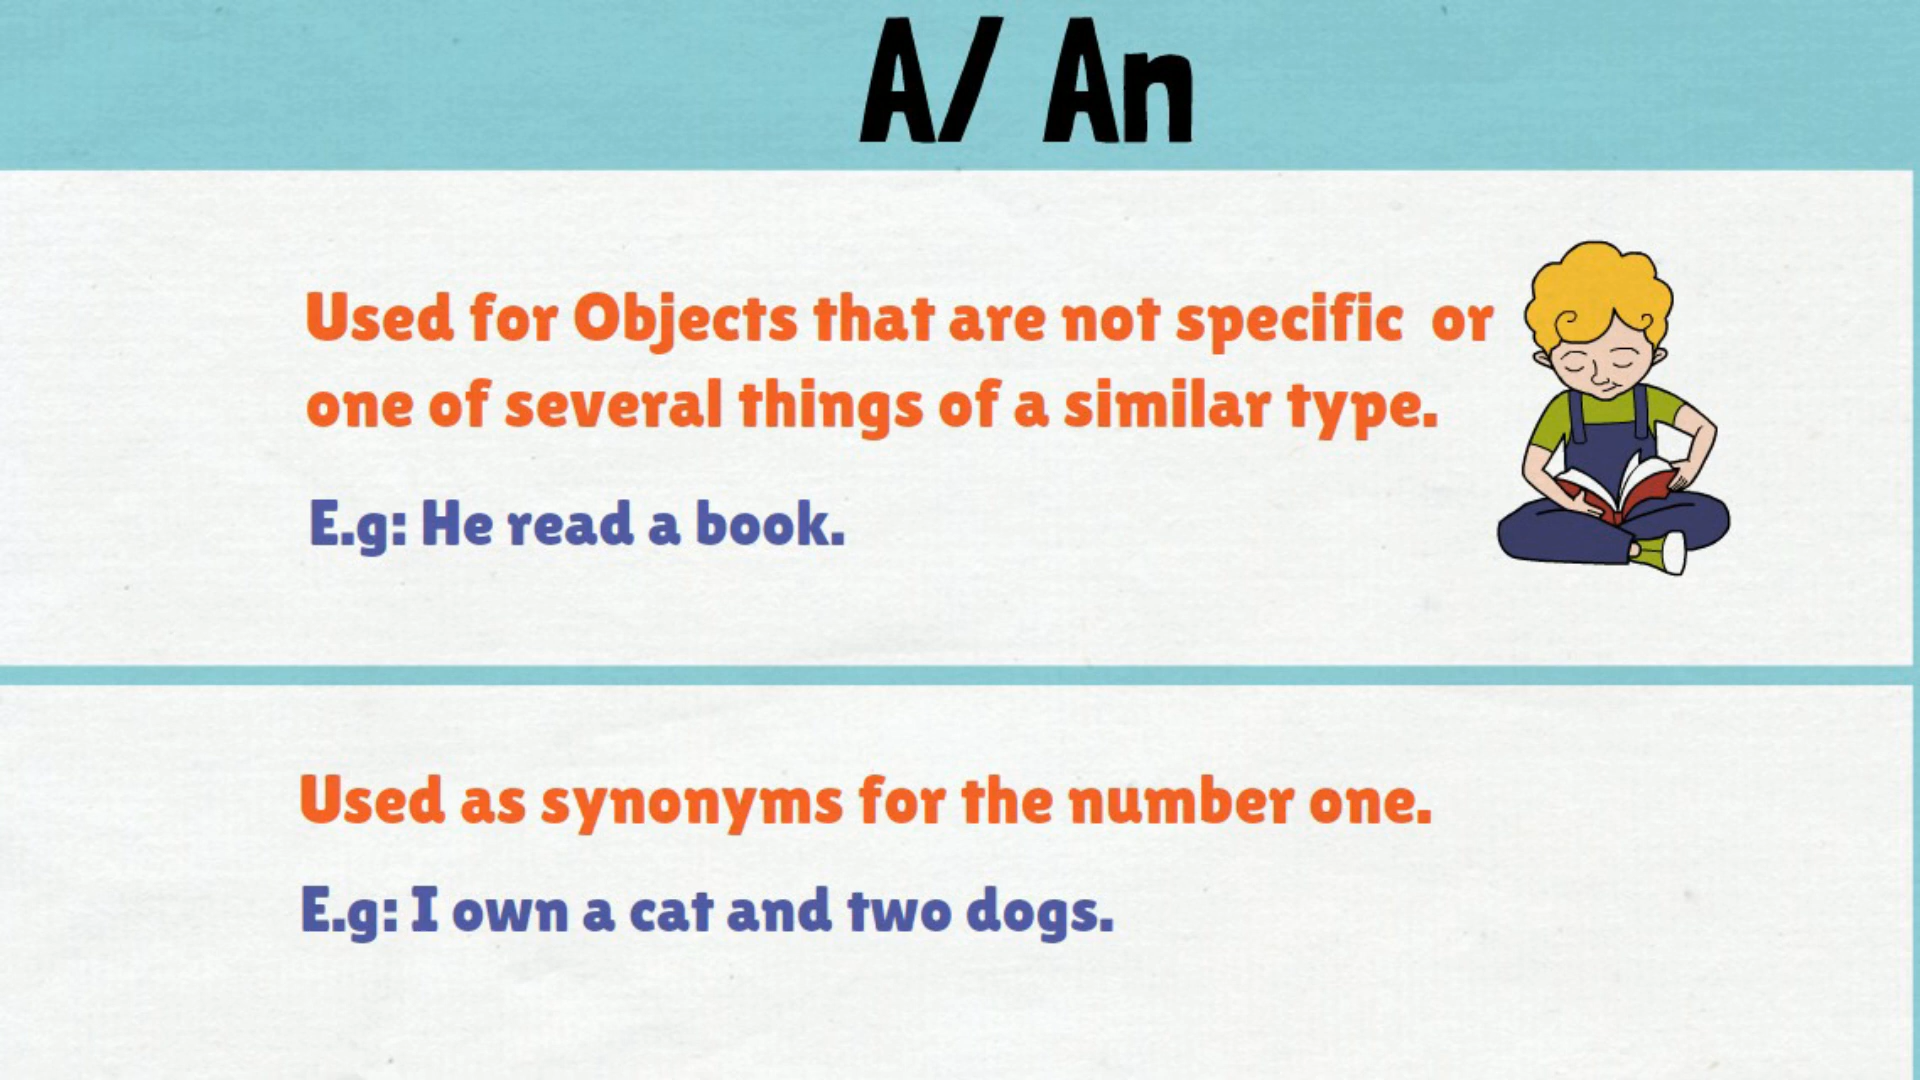 A/ An
Used for Objects that are not specific or
one of several things of a similar type.
E.g: He read a book.
Used as synonyms for the number one.
E.g: I own a cat and two dogs.